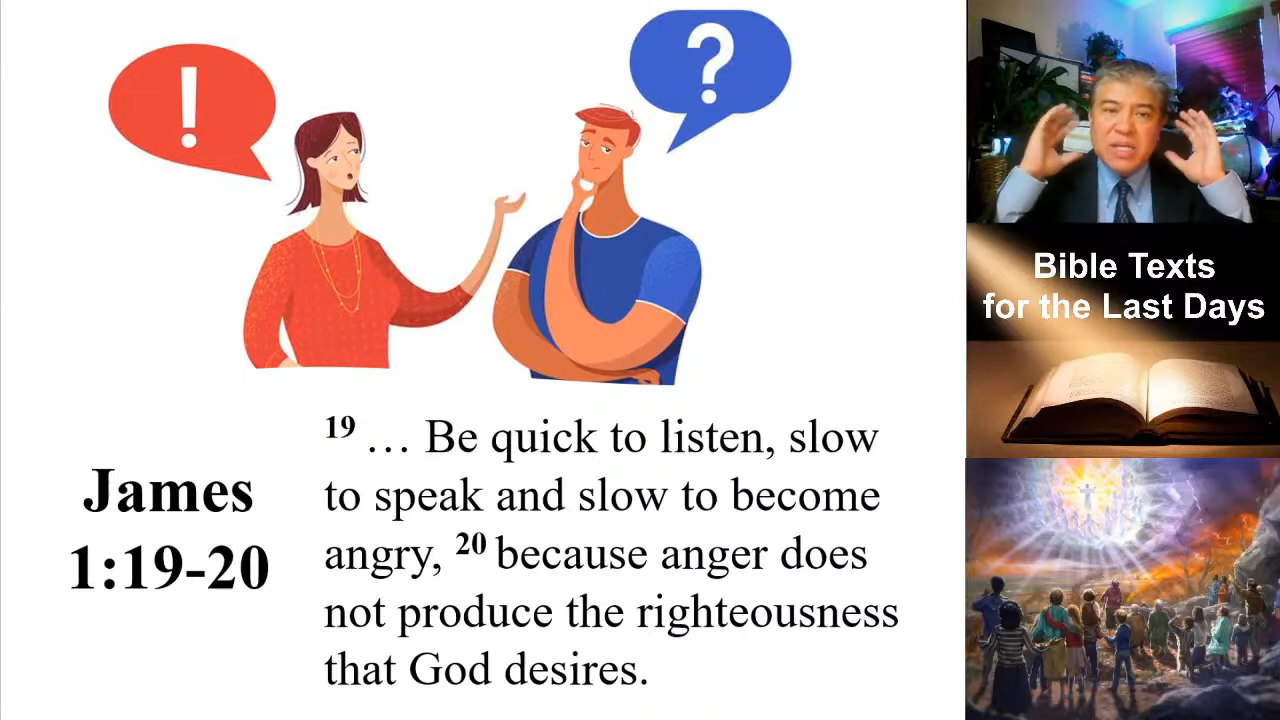 !
?
Bible Texts
for the Last Days
James
1:19-20
19 … Be quick to listen, slow
to speak and slow to become
angry, 20 because anger does
not produce the righteousness
that God desires.